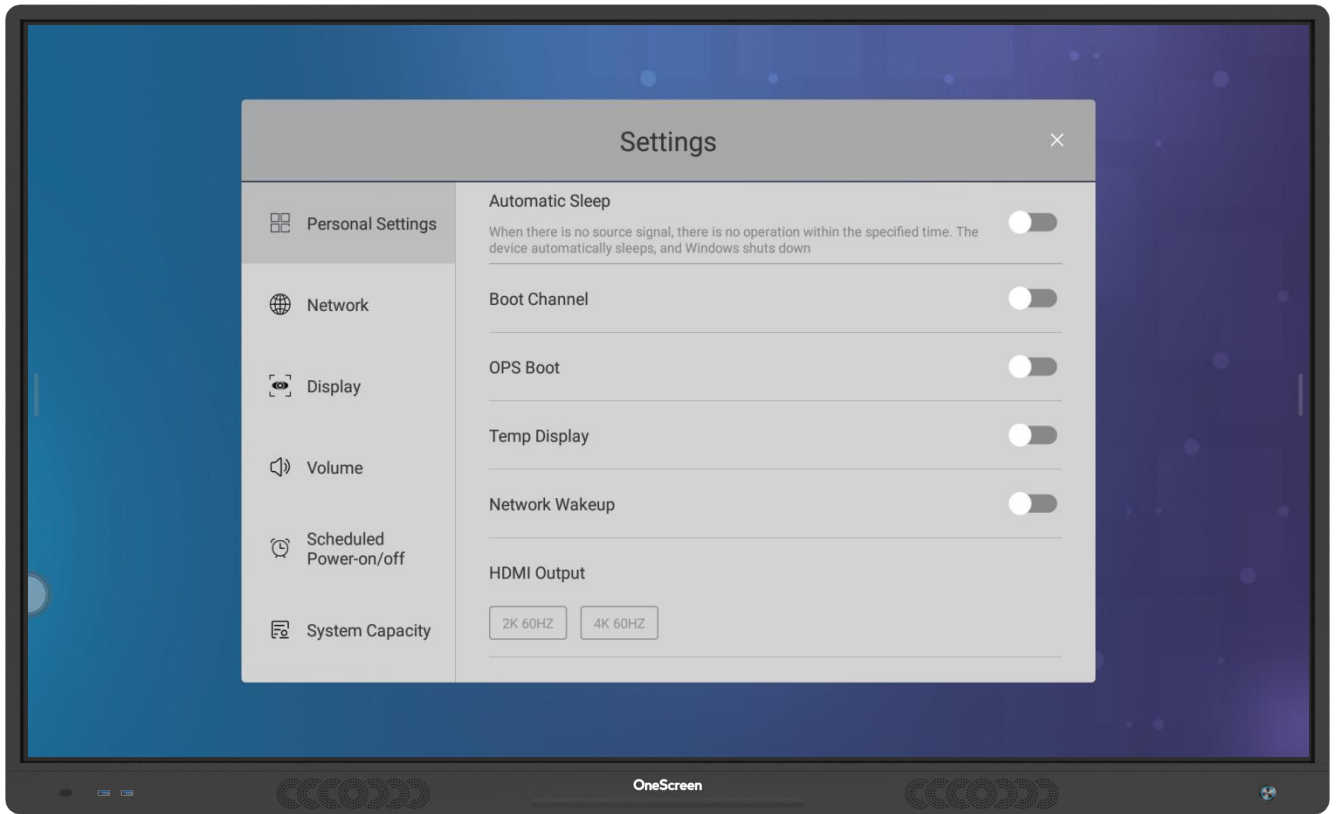 Settings
Personal Settings
Network
Display
Volume
Scheduled
Power-on/off
System Capacity
Automatic Sleep
When there is no source signal, there is no operation within the specified time. The
device automatically sleeps, and Windows shuts down
Boot Channel
OPS Boot
Temp Display
Network Wakeup
HDMI Output
2K 60HZ
4K 60HZ
OneScreen